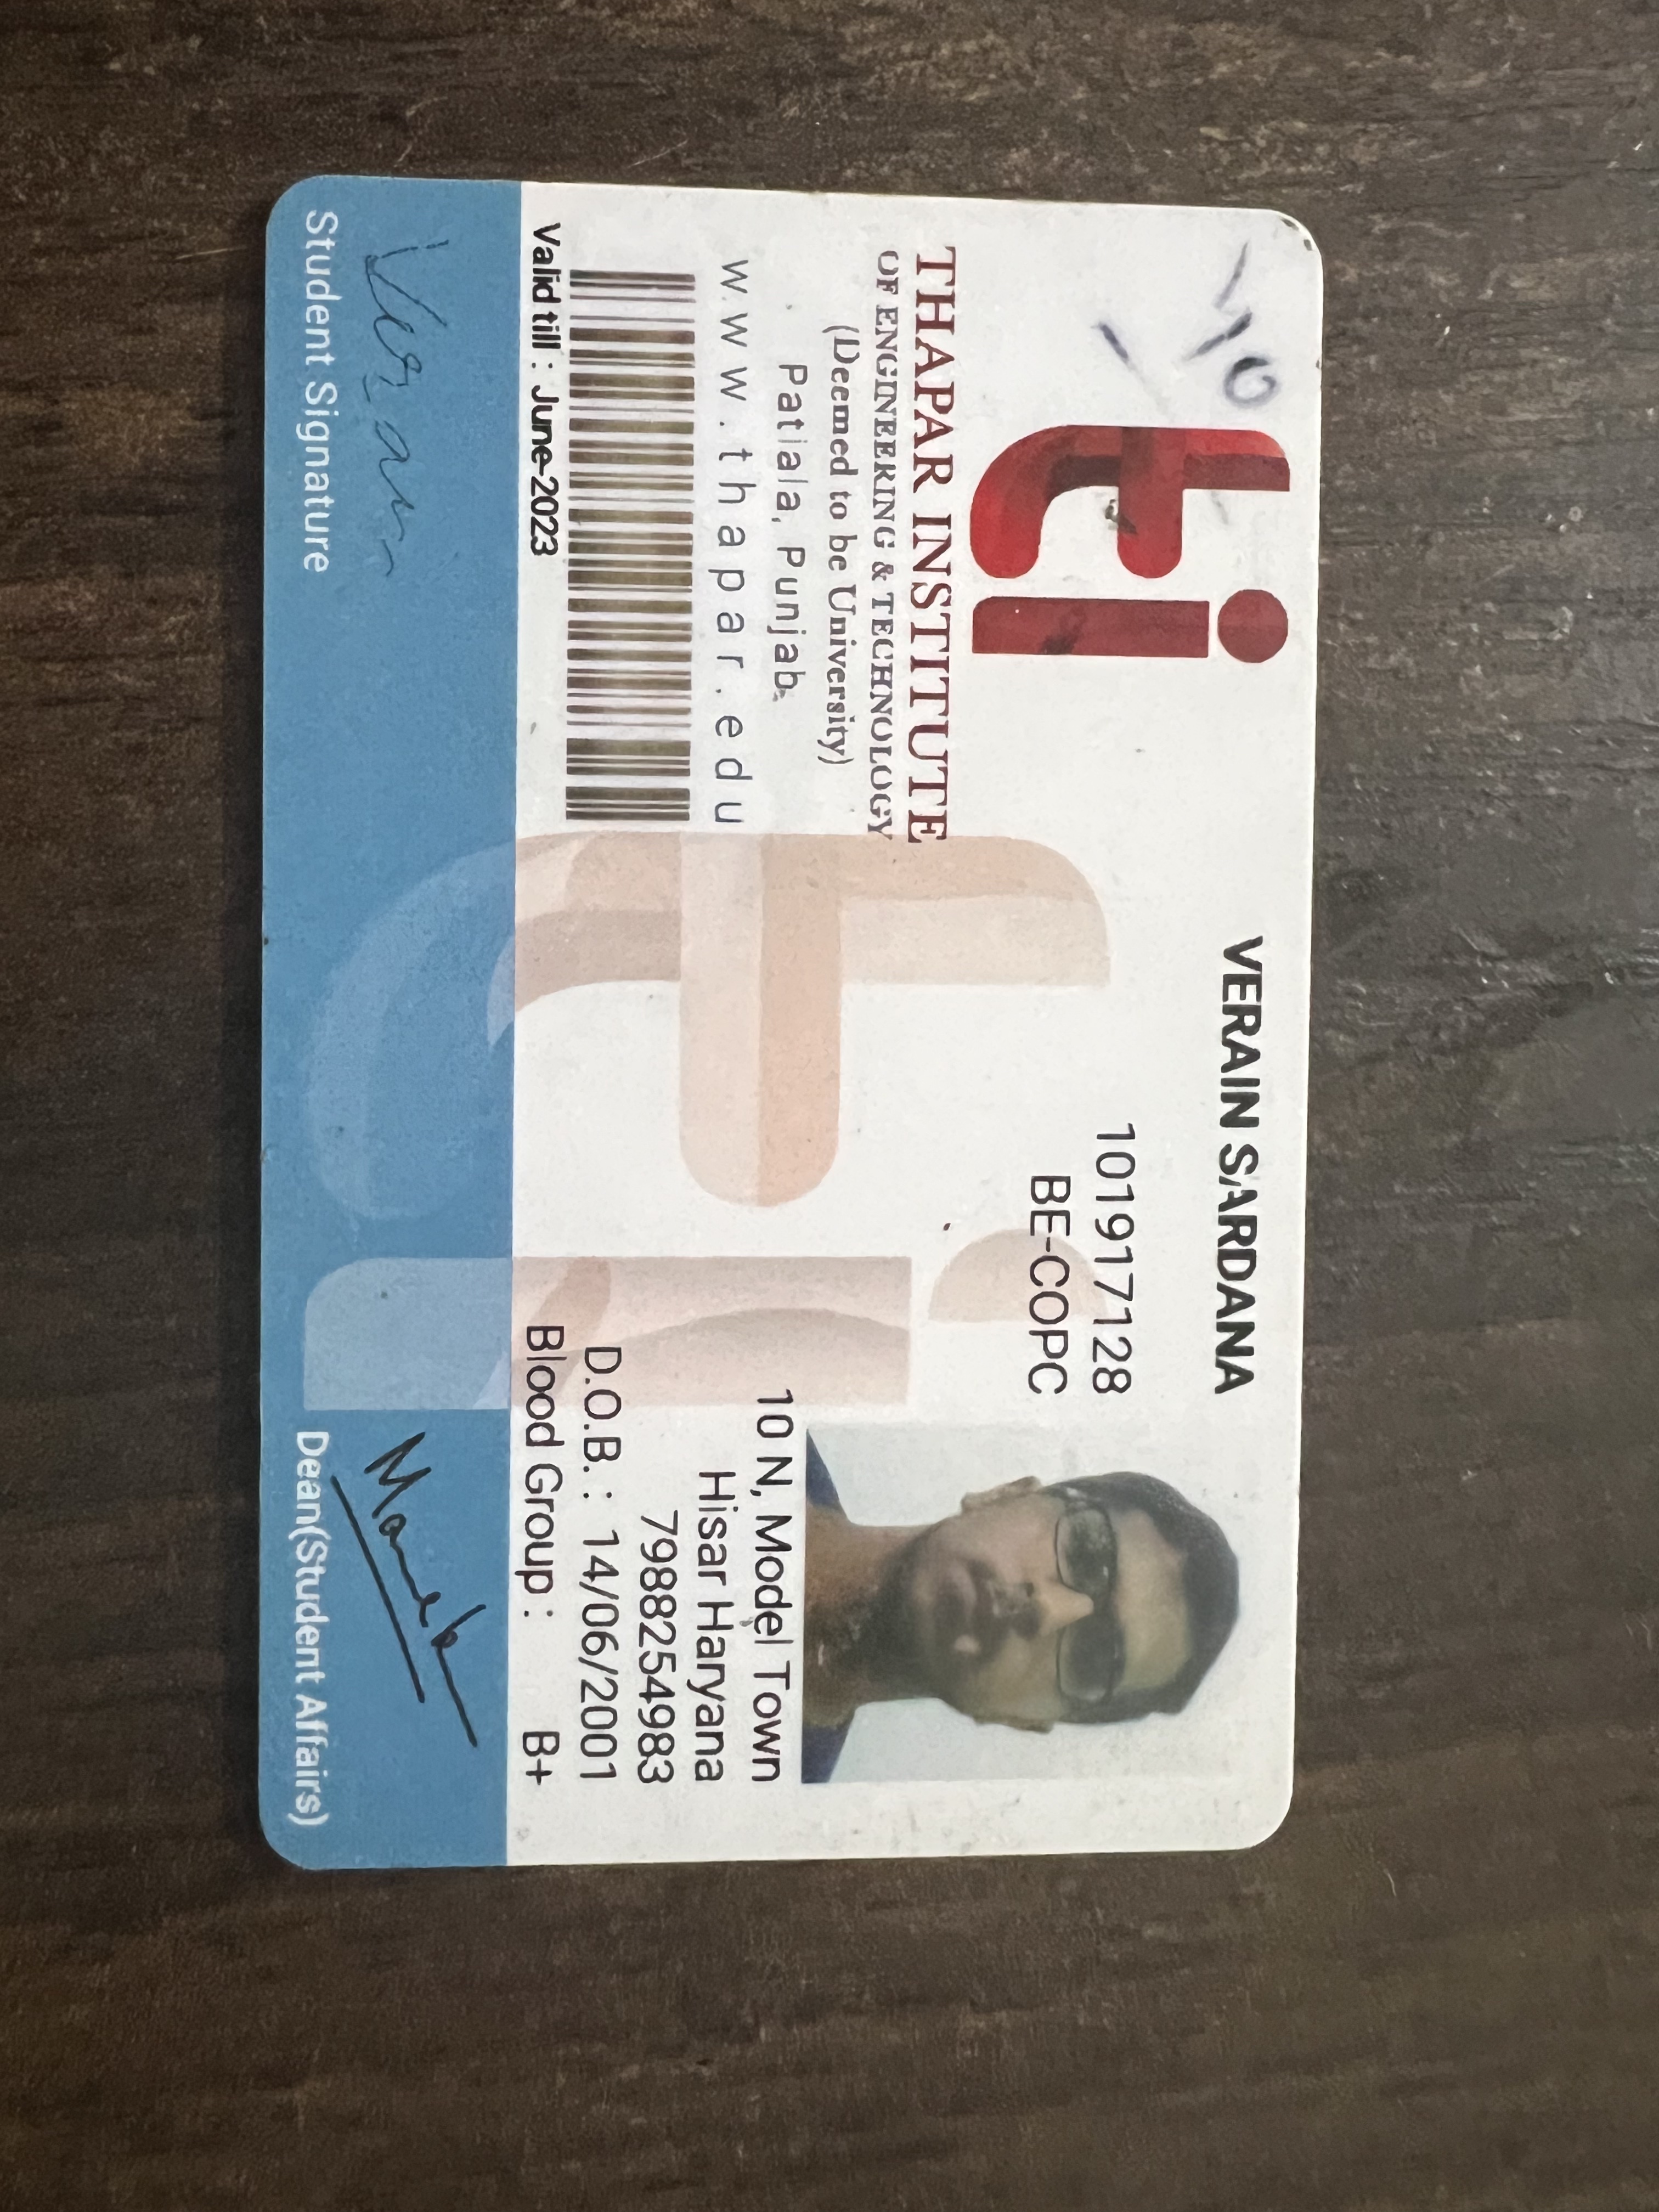 ti
THAPAR INSTITUTE
OF ENGINEERING & TECHNOLOGY
(Deemed to be University)
Patiala, Punjab
www.thapar.edu
Valid till : June-2023
VERAIN SARDANA
101917128
BE-COPC
10 N, Model Town
Hisar Haryana
7988254983
D.O.B. : 14/06/2001
Blood Group : B+
Verain
Student Signature
Dean(Student Affairs)